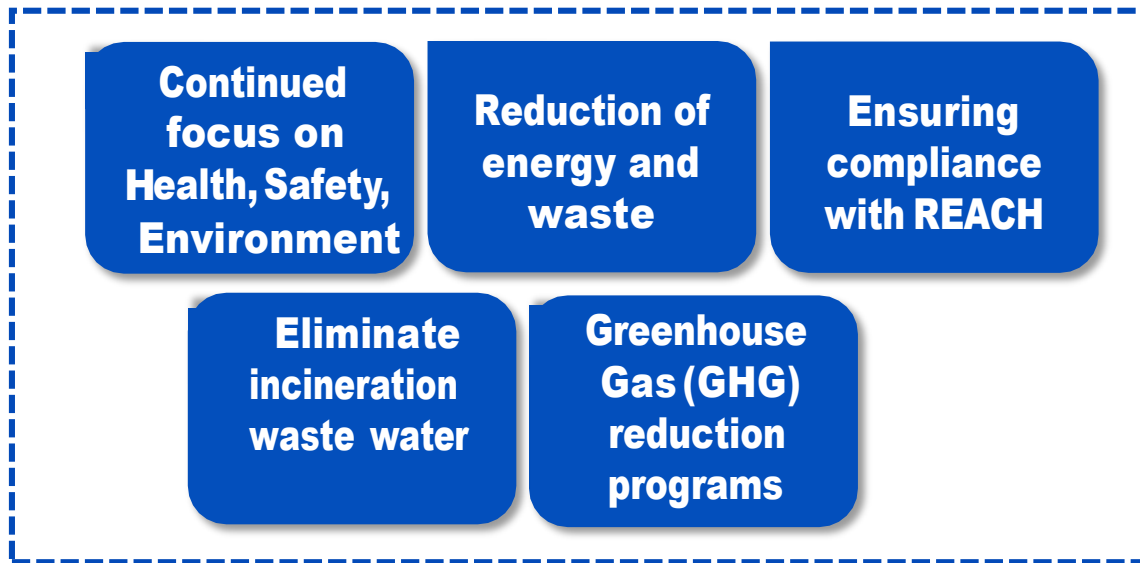 Continued
focus on
Health, Safety,
Environment
Reduction of
energy and
waste
Ensuring
compliance
with REACH
Eliminate
incineration
waste water
Greenhouse
Gas (GHG)
reduction
programs